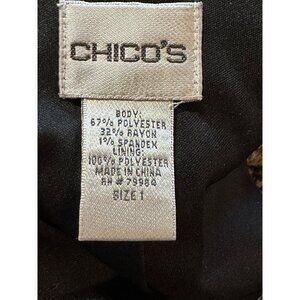 CHICO'S
BODY:
67% POLYESTER
32% RAYON
1% SPANDEX
LINING:
100% POLYESTER
MADE IN CHINA
RN # 79984
SIZE 1